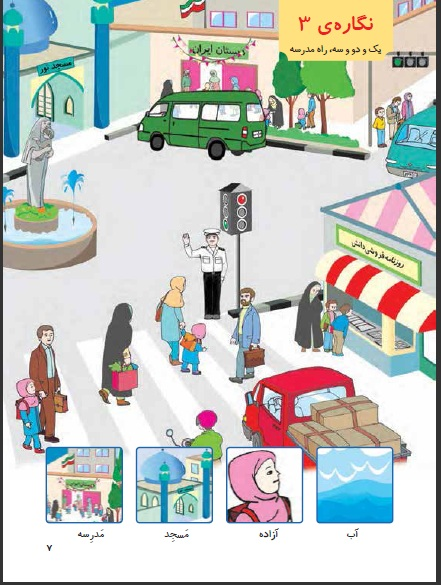 نگاره‌ی ۳
یک و دو و سه، راه مدرسه
دبستان ایران
مسجد نور
روزنامه فروشی دانش
آب
آزاده
مَسجِد
مَدرِسه
۷